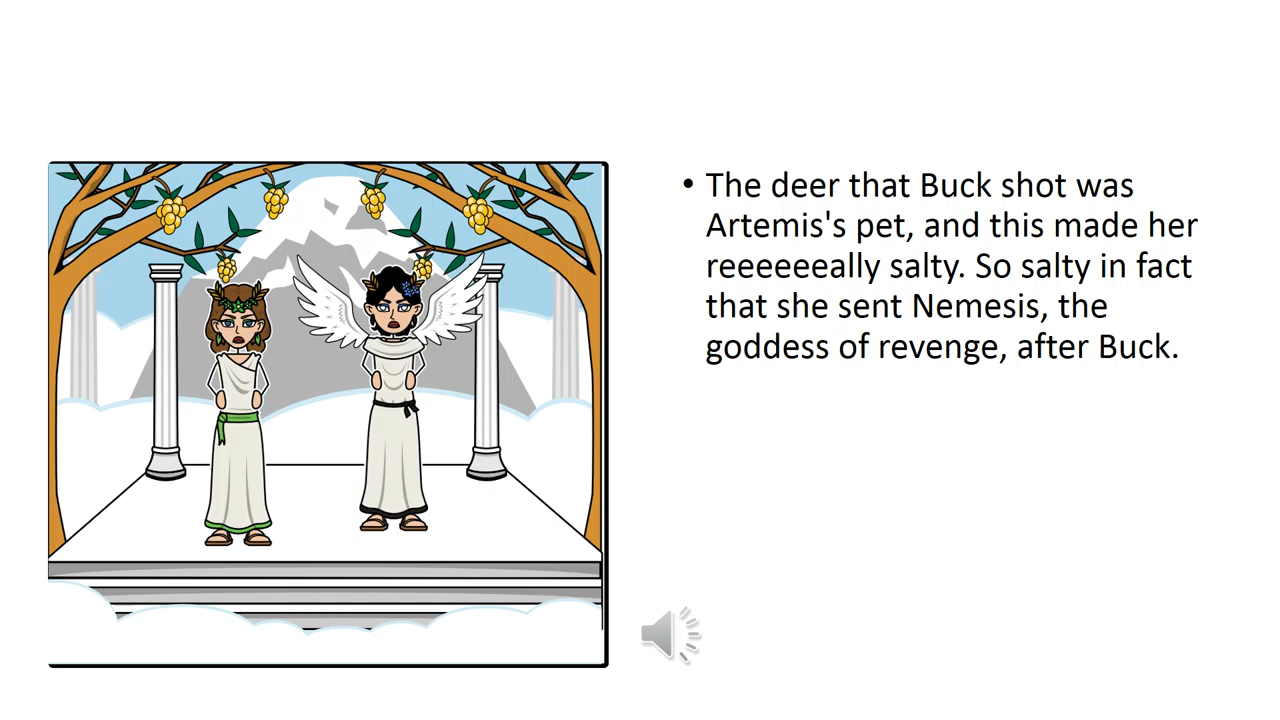 • The deer that Buck shot was
Artemis's pet, and this made her
reeeeeeally salty. So salty in fact
that she sent Nemesis, the
goddess of revenge, after Buck.